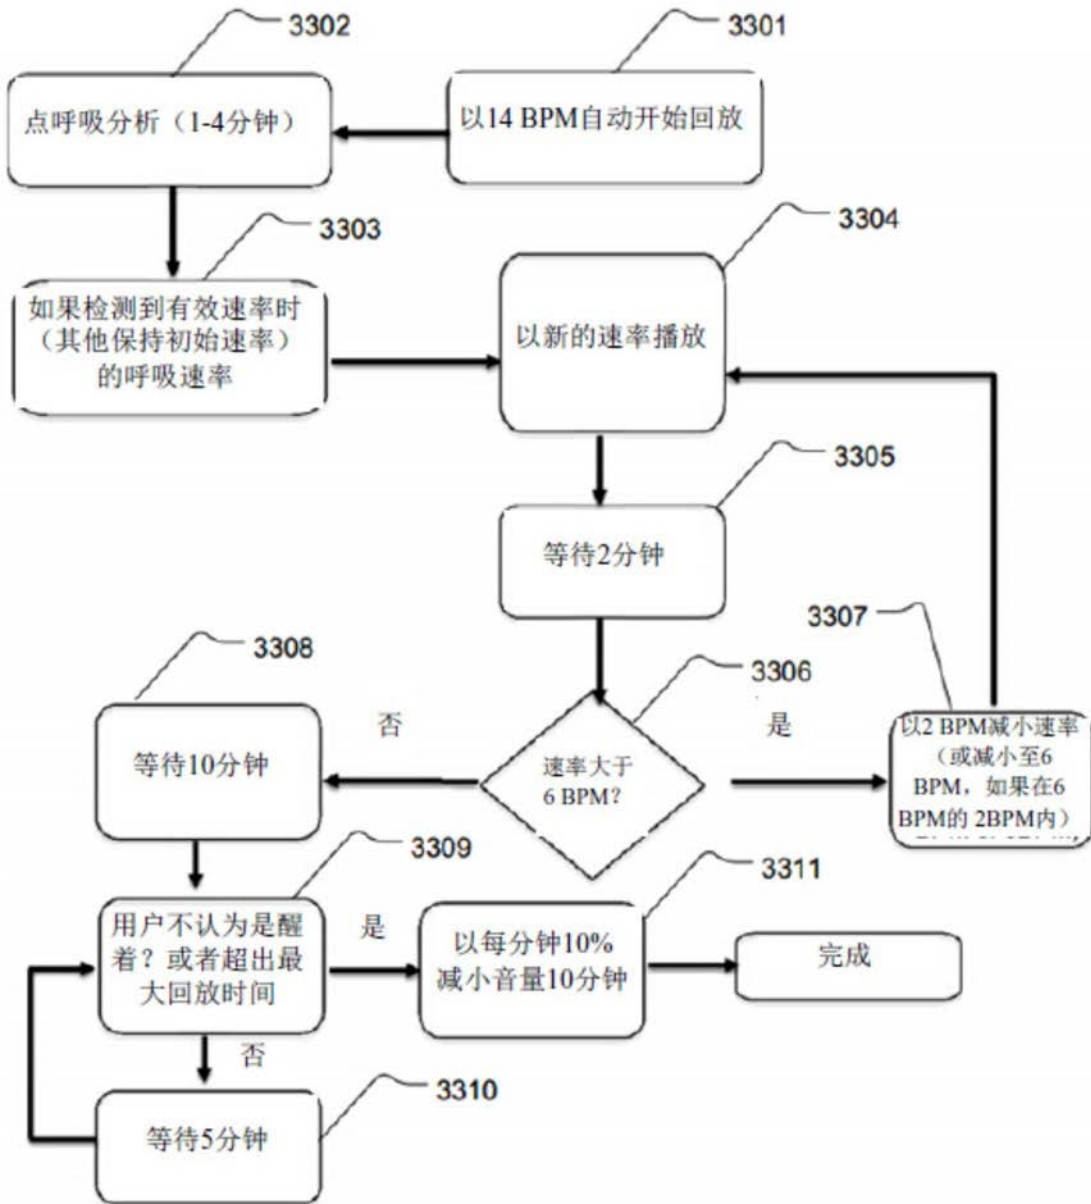 3302
3301
点呼吸分析（1-4分钟）
以14 BPM自动开始回放
3303
3304
如果检测到有效速率时
（其他保持初始速率）
的呼吸速率
以新的速率播放
3305
等待2分钟
3307
3308
3306
否
是
等待10分钟
速率大于
6 BPM？
以2 BPM减小速率
（或减小至6
BPM，如果在6
BPM的 2BPM内）
3309
3311
用户不认为是醒
着？或者超出最
大回放时间
是
以每分钟10%
减小音量10分钟
完成
否
3310
等待5分钟